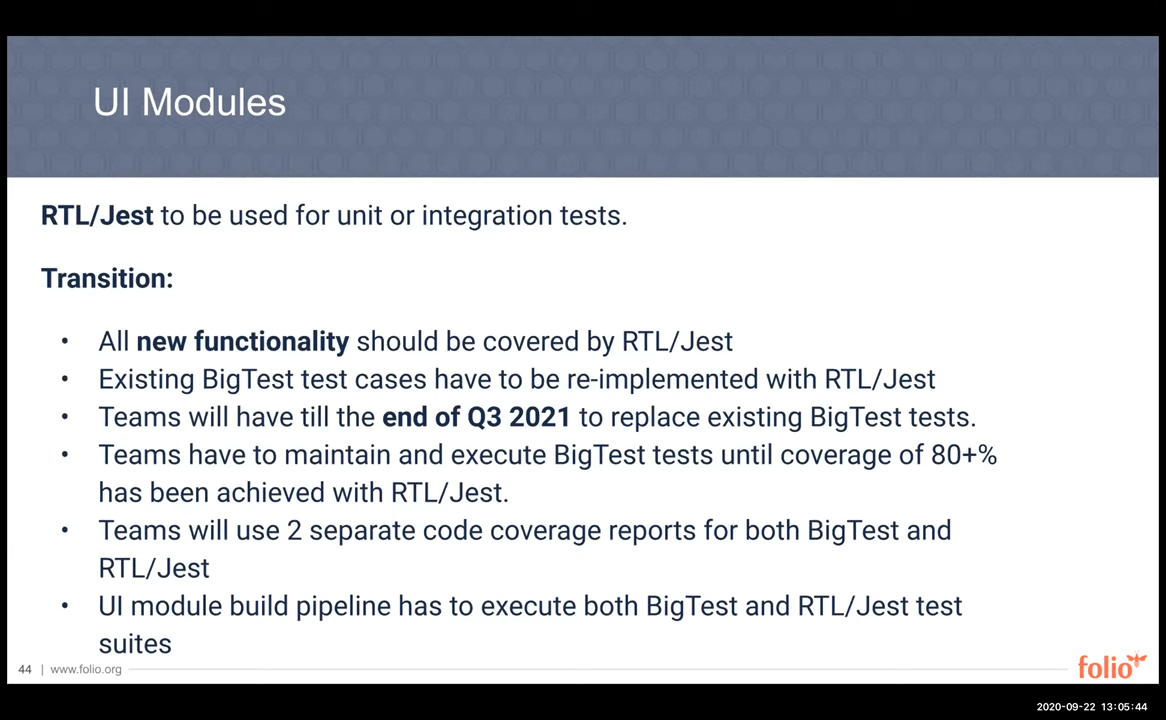 UI Modules
RTL/Jest to be used for unit or integration tests.
Transition:
• All new functionality should be covered by RTL/Jest
• Existing BigTest test cases have to be re-implemented with RTL/Jest
• Teams will have till the end of Q3 2021 to replace existing BigTest tests.
• Teams have to maintain and execute BigTest tests until coverage of 80+%
has been achieved with RTL/Jest.
• Teams will use 2 separate code coverage reports for both BigTest and
RTL/Jest
• UI module build pipeline has to execute both BigTest and RTL/Jest test
suites
44 | www.folio.org
folio
2020-09-22 13:05:44